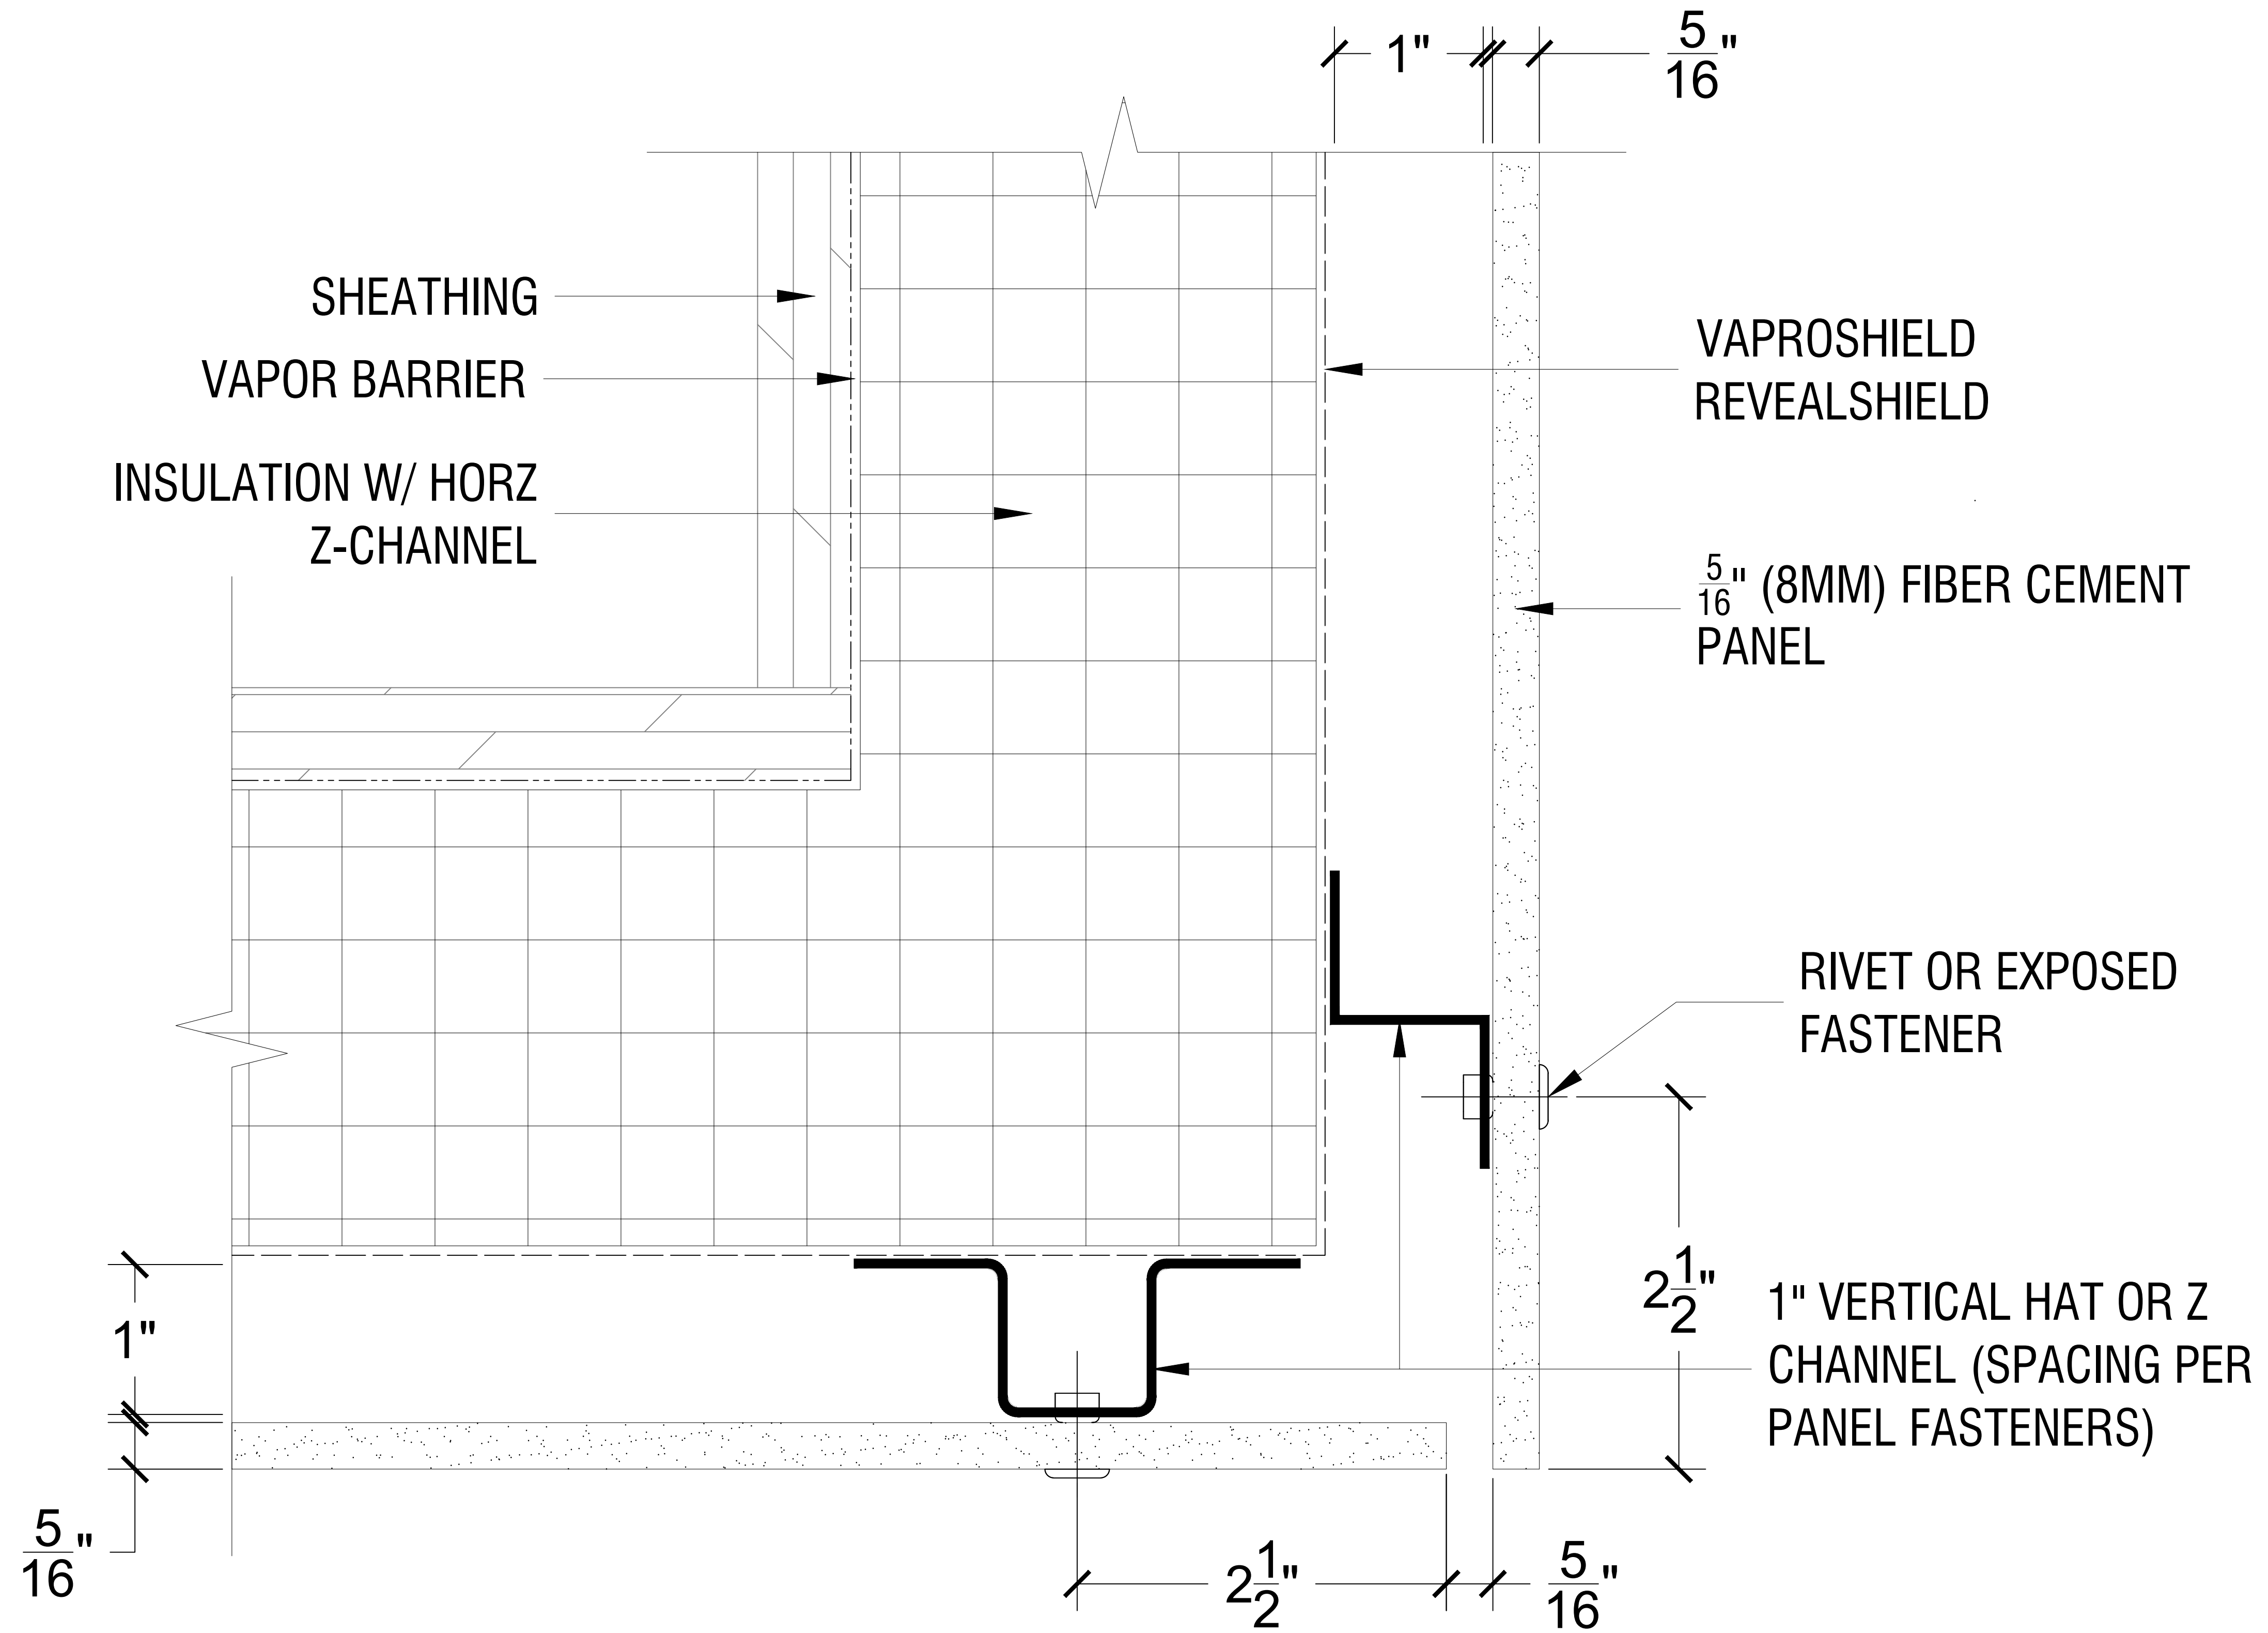 1" 5/16"
SHEATHING
VAPOR BARRIER
INSULATION W/ HORZ
Z-CHANNEL
VAPROSHIELD
REVEALSHIELD
5/16" (8MM) FIBER CEMENT
PANEL
RIVET OR EXPOSED
FASTENER
2 1/2"
1" VERTICAL HAT OR Z
CHANNEL (SPACING PER
PANEL FASTENERS)
1"
5/16"
2 1/2" 5/16"